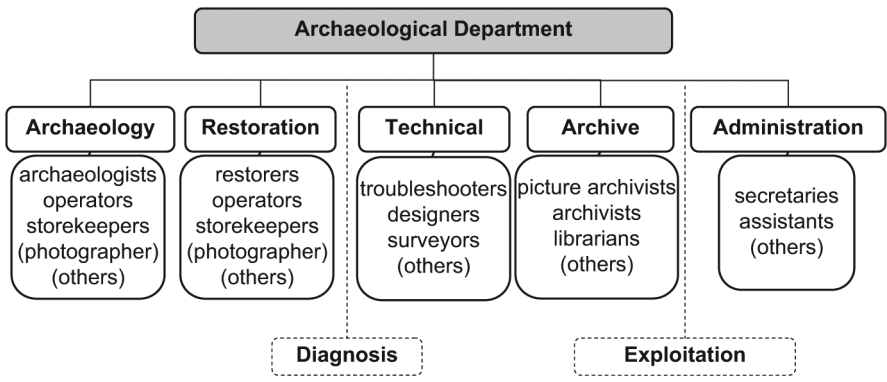 Archaeological Department
Archaeology
archaeologists
operators
storekeepers
(photographer)
(others)
Restoration
restorers
operators
storekeepers
(photographer)
(others)
Technical
troubleshooters
designers
surveyors
(others)
Archive
picture archivists
archivists
librarians
(others)
Administration
secretaries
assistants
(others)
Diagnosis
Exploitation